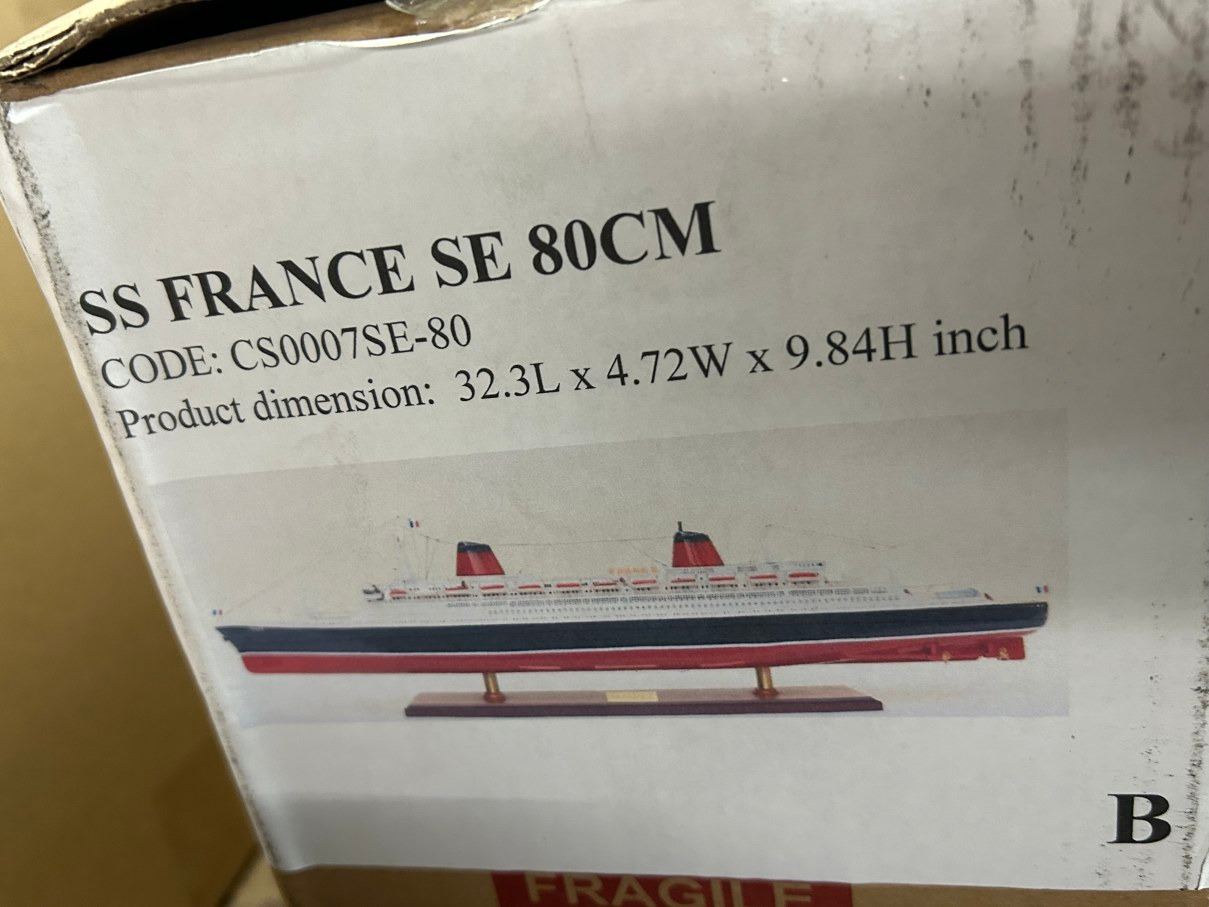 SS FRANCE SE 80CM
CODE: CS0007SE-80
Product dimension: 32.3L x 4.72W x 9.84H inch
B
FRAGILE